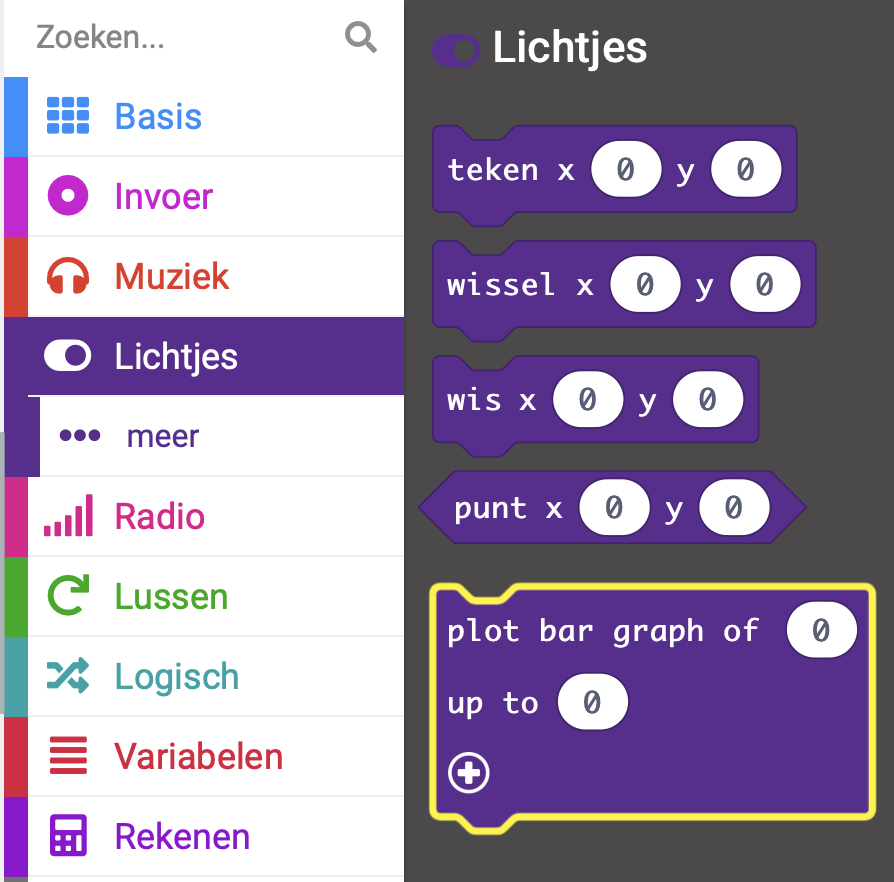 Zoeken...
Basis
Invoer
Muziek
Lichtjes
meer
Radio
Lussen
Logisch
Variabelen
Rekenen
Lichtjes
teken x 0 y 0
wissel x 0 y 0
wis x 0 y 0
punt x 0 y 0
plot bar graph of 0
up to 0